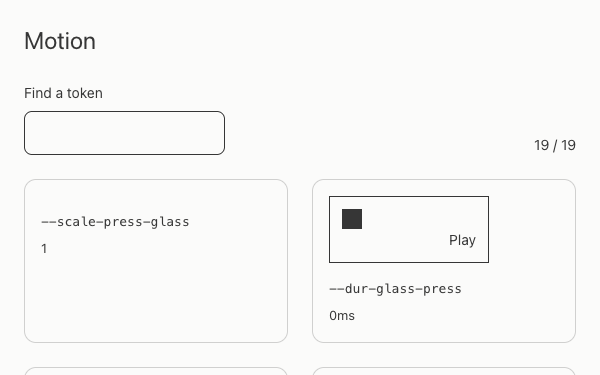 Motion
Find a token
19 / 19
--scale-press-glass
1
Play
--dur-glass-press
0ms